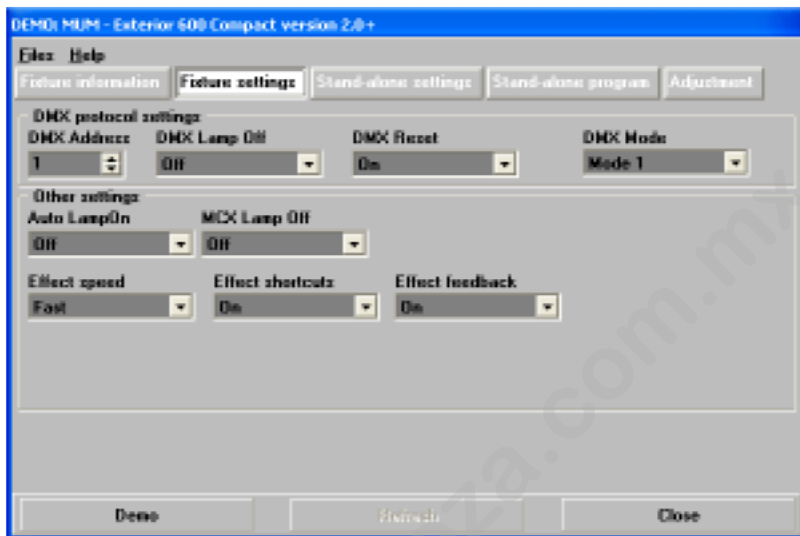 DEMO: MUM - Exterior 600 Compact version 2.0+
Files Help
Fixture information Fixture settings Stand-alone settings Stand-alone program Adjustment
DMX protocol settings
DMX Address DMX Lamp Off DMX Reset DMX Mode
1 Off On Mode 1
Other settings
Auto LampOn MCX Lamp Off
Off Off
Effect speed Effect shortcuts Effect feedback
Fast On On
Demo Refresh Close
za.com.mx